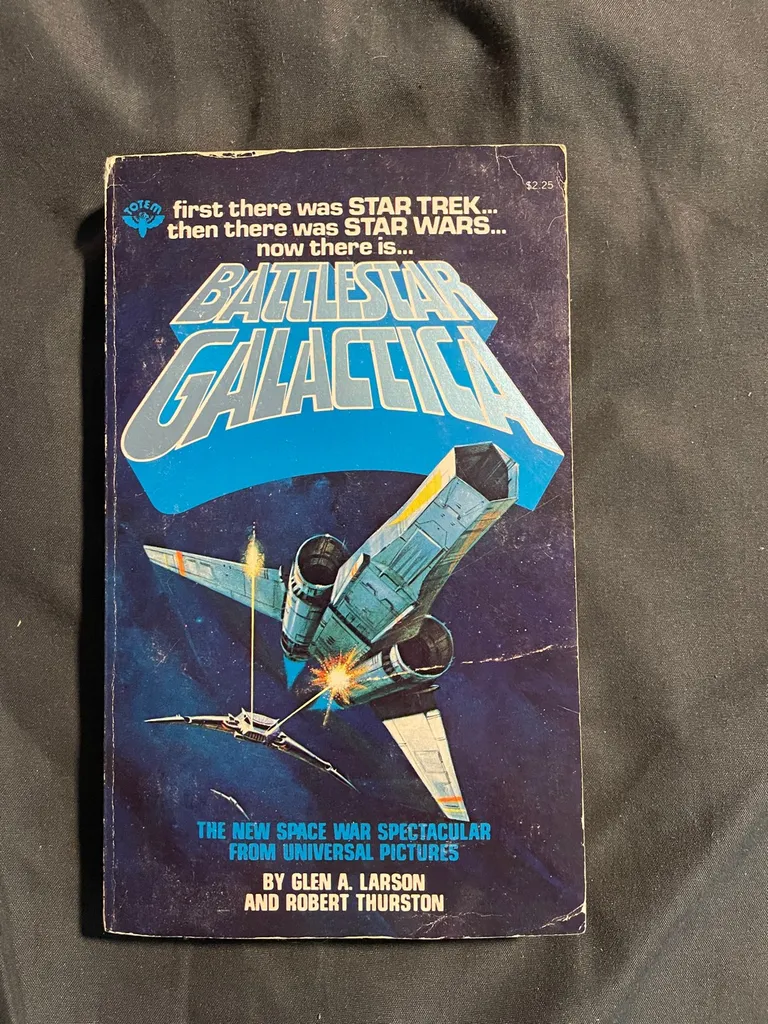 $2.25
TOTEM
first there was STAR TREK...
then there was STAR WARS...
now there is...
BATTLESTAR
GALACTICA
THE NEW SPACE WAR SPECTACULAR
FROM UNIVERSAL PICTURES
BY GLEN A. LARSON
AND ROBERT THURSTON